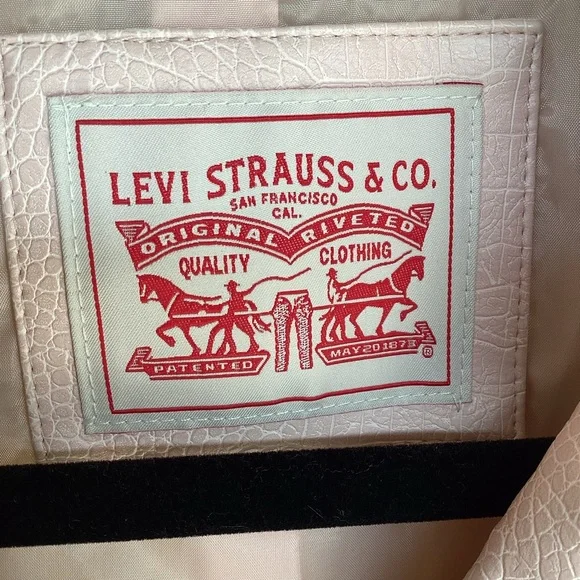 LEVI STRAUSS & CO.
SAN FRANCISCO
CAL.
ORIGINAL RIVETED
QUALITY CLOTHING
PATENTED MAY 20 1873 ®